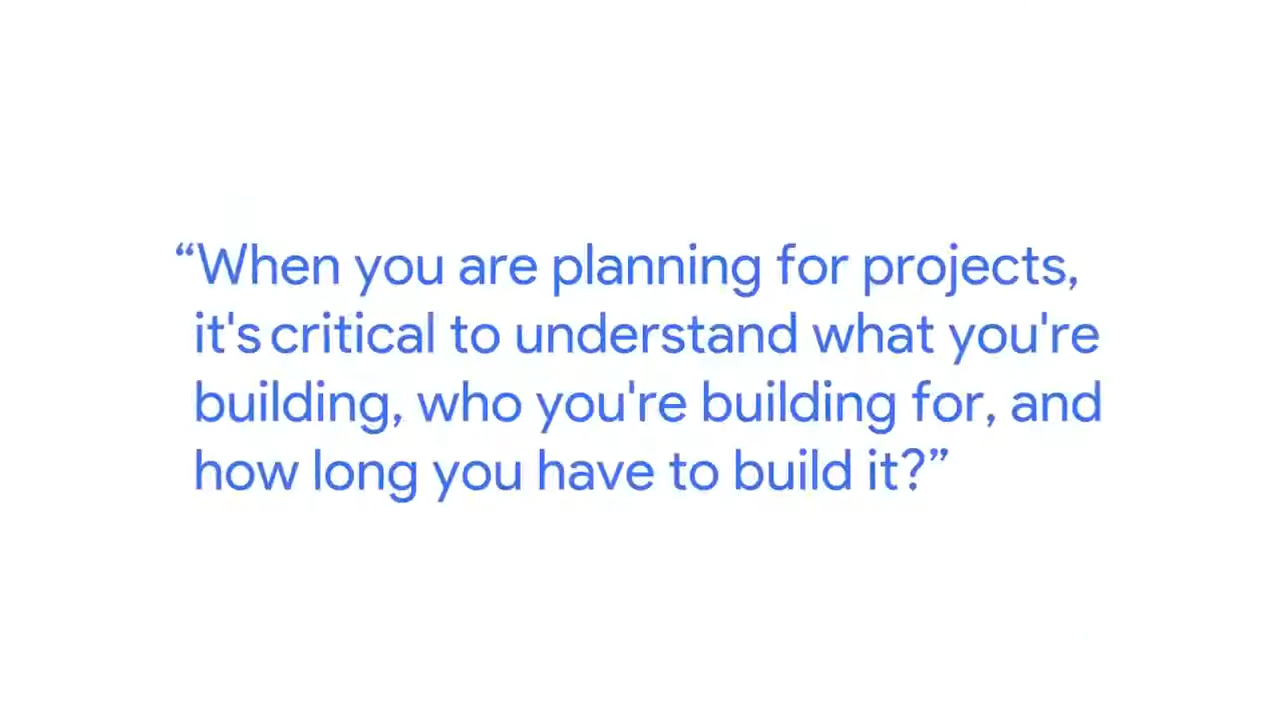 “When you are planning for projects,
it's critical to understand what you're
building, who you're building for, and
how long you have to build it?”